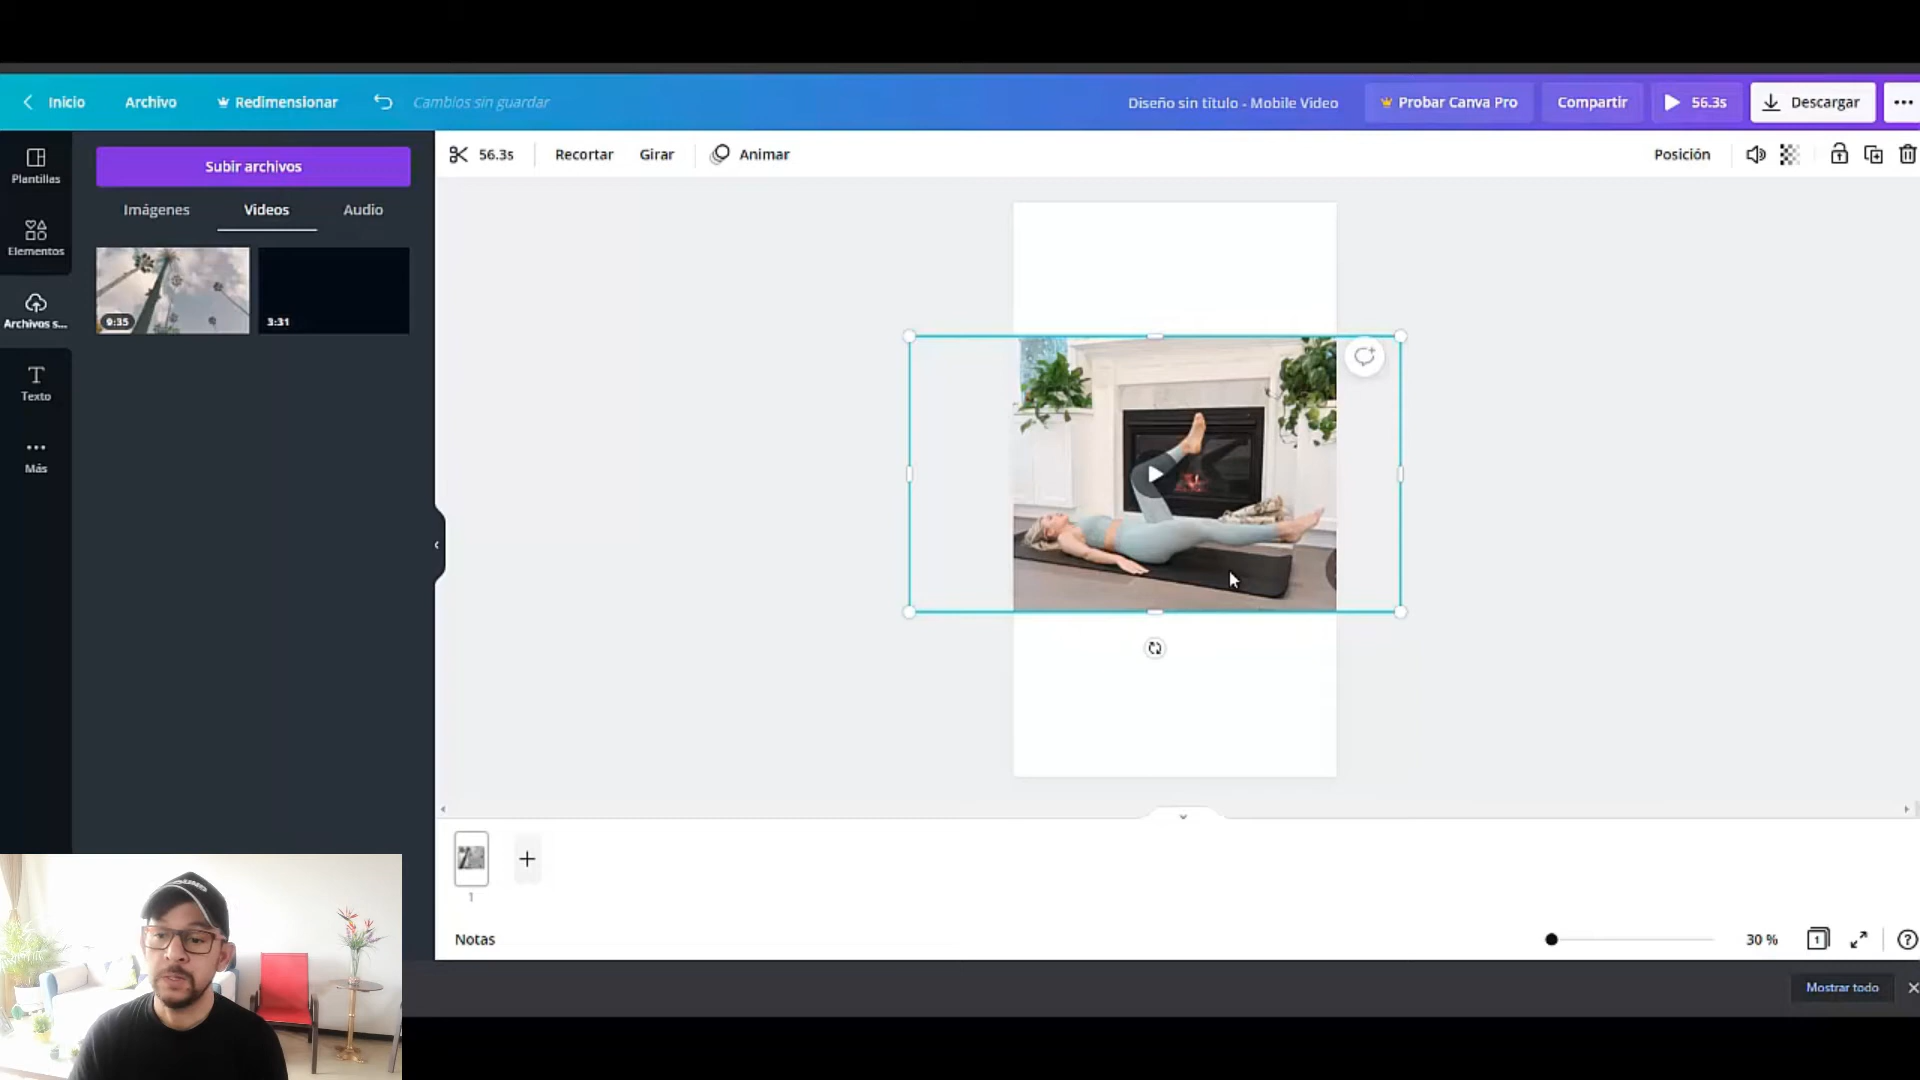 Inicio
Archivo
Redimensionar
Cambios sin guardar
Diseño sin título - Mobile Video
Probar Canva Pro
Compartir
56.3s
Descargar
Plantillas
Elementos
Archivos s...
Texto
Más
Subir archivos
Imágenes
Videos
Audio
9:35
3:31
56.3s
Recortar
Girar
Animar
Posición
1
Notas
30 %
1
Mostrar todo